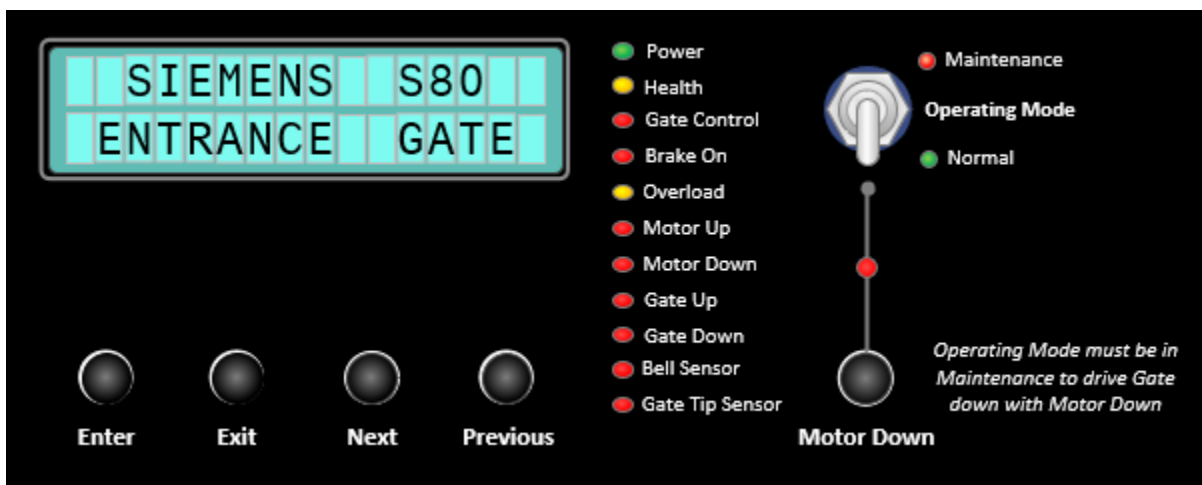 SIEMENS S80
ENTRANCE GATE
Enter
Exit
Next
Previous
Power
Health
Gate Control
Brake On
Overload
Motor Up
Motor Down
Gate Up
Gate Down
Bell Sensor
Gate Tip Sensor
Maintenance
Operating Mode
Normal
Operating Mode must be in
Maintenance to drive Gate
down with Motor Down
Motor Down